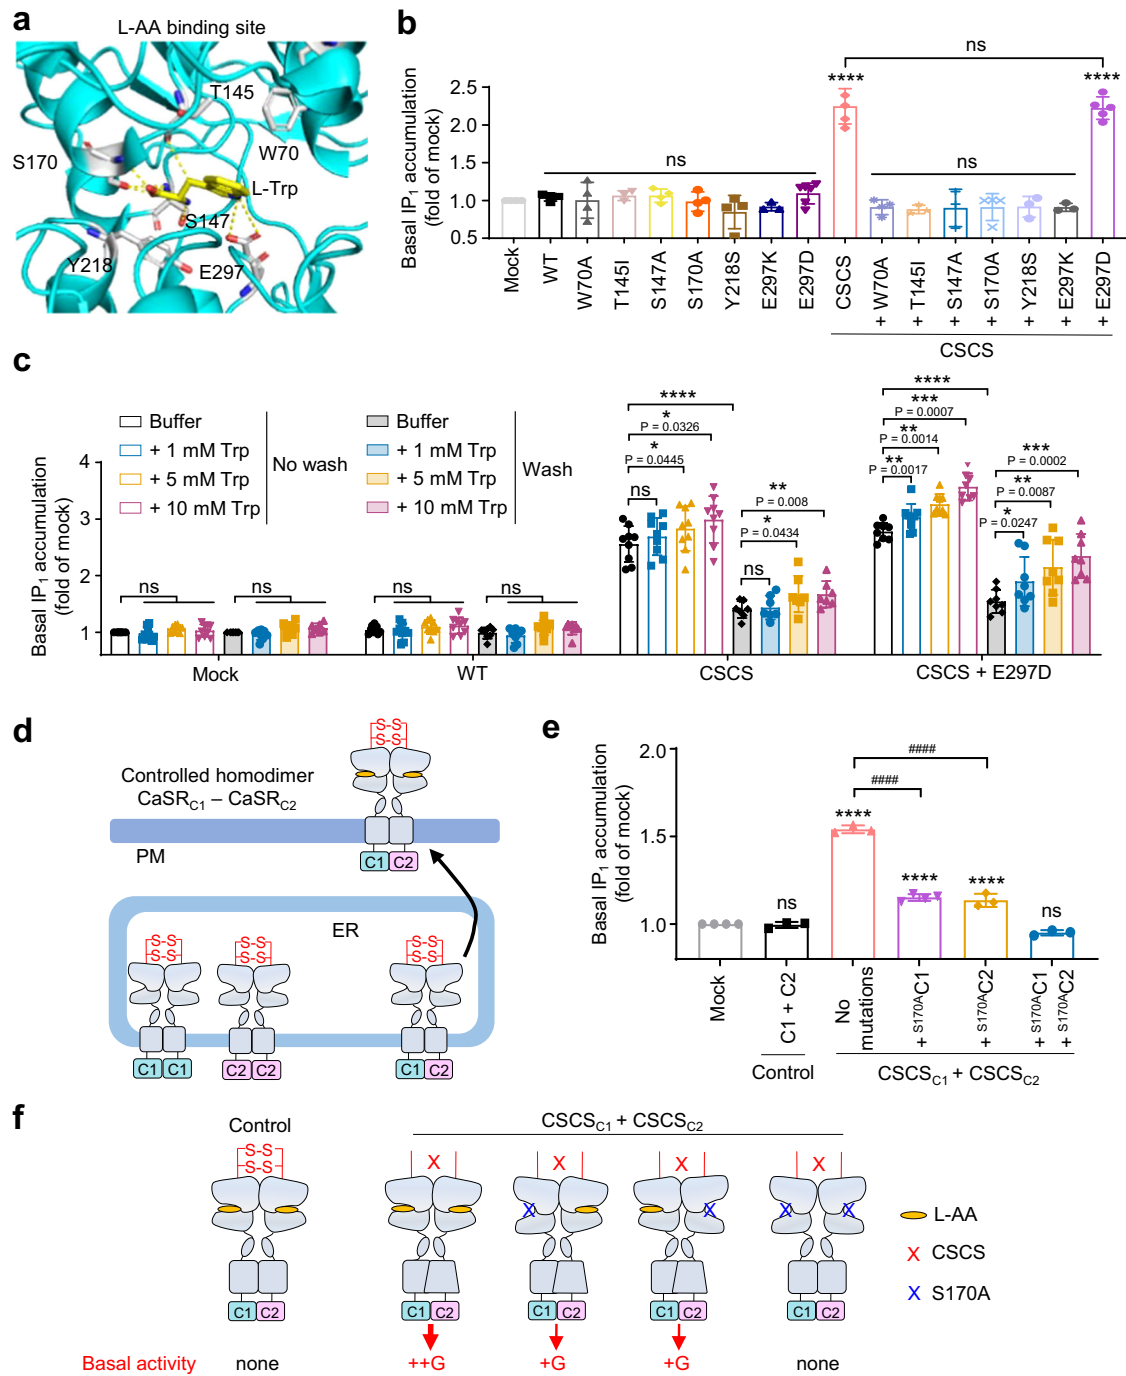 a
L-AA binding site
T145
W70
S170
L-Trp
S147
Y218
E297
b
Basal IP1 accumulation
(fold of mock)
2.5
2.0
1.5
1.0
0.5
ns
****
ns
ns
****
Mock
WT
W70A
T145I
S147A
S170A
Y218S
E297K
E297D
CSCS
+ W70A
+ T145I
+ S147A
+ S170A
+ Y218S
+ E297K
+ E297D
CSCS
c
Basal IP1 accumulation
(fold of mock)
4
3
2
1
Buffer
+ 1 mM Trp
+ 5 mM Trp
+ 10 mM Trp
No wash
Buffer
+ 1 mM Trp
+ 5 mM Trp
+ 10 mM Trp
Wash
ns
ns
ns
ns
****
*
P = 0.0326
*
P = 0.0445
ns
**
P = 0.008
*
P = 0.0434
ns
****
***
P = 0.0007
**
P = 0.0014
**
P = 0.0017
***
P = 0.0002
**
P = 0.0087
*
P = 0.0247
Mock
WT
CSCS
CSCS + E297D
d
S-S
S-S
Controlled homodimer
CaSRC1 – CaSRC2
PM
C1 C2
ER
S-S
S-S
S-S
S-S
S-S
S-S
C1 C1
C2 C2
C1 C2
e
Basal IP1 accumulation
(fold of mock)
2.0
1.5
1.0
####
####
****
ns
****
****
ns
Mock
C1 + C2
No mutations
+ S170AC1
+ S170AC2
+ S170AC1
+ S170AC2
Control
CSCSC1 + CSCSC2
f
Control
CSCSC1 + CSCSC2
S-S
S-S
X
X
X
X
X
X
X
X
C1 C2
C1 C2
C1 C2
C1 C2
C1 C2
L-AA
X CSCS
X S170A
Basal activity
none
++G
+G
+G
none